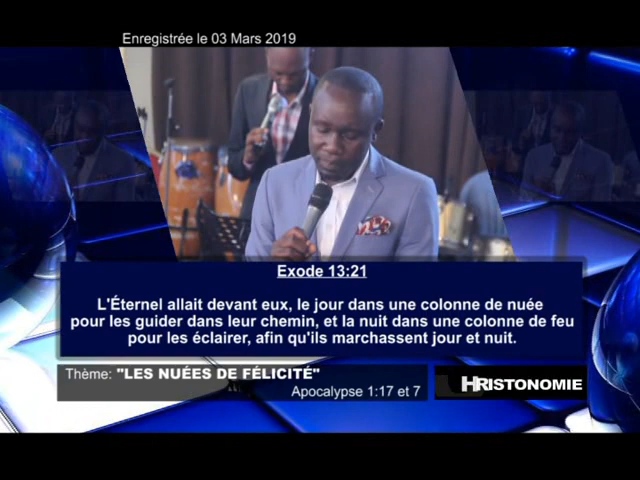 Enregistrée le 03 Mars 2019
Exode 13:21
L'Éternel allait devant eux, le jour dans une colonne de nuée
pour les guider dans leur chemin, et la nuit dans une colonne de feu
pour les éclairer, afin qu'ils marchassent jour et nuit.
Thème: "LES NUÉES DE FÉLICITÉ"
Apocalypse 1:17 et 7
HRISTONOMIE